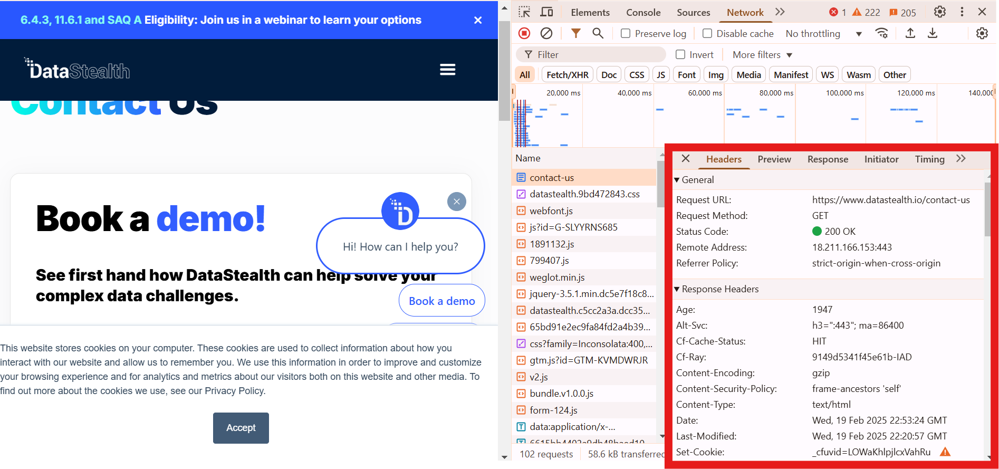 6.4.3, 11.6.1 and SAQ A Eligibility: Join us in a webinar to learn your options
DataStealth
Contact Us
Book a demo!
Hi! How can I help you?
See first hand how DataStealth can help solve your
complex data challenges.
Book a demo
This website stores cookies on your computer. These cookies are used to collect information about how you
interact with our website and allow us to remember you. We use this information in order to improve and customize
your browsing experience and for analytics and metrics about our visitors both on this website and other media. To
find out more about the cookies we use, see our Privacy Policy.
Accept
Elements Console Sources Network 1 222 205
Preserve log Disable cache No throttling
Filter Invert More filters
All Fetch/XHR Doc CSS JS Font Img Media Manifest WS Wasm Other
20,000 ms 40,000 ms 60,000 ms 80,000 ms 100,000 ms 120,000 ms 140,000
Name
contact-us
datastealth.9bd472843.css
webfont.js
js?id=G-SLYYRNS685
1891132.js
799407.js
weglot.min.js
jquery-3.5.1.min.dc5e7f18c8...
datastealth.c5cc2a3a.dcc35...
65bd91e2ec9fa84fd2a4b39...
css?family=Inconsolata:400,...
gtm.js?id=GTM-KVMDWRJR
v2.js
bundle.v1.0.0.js
form-124.js
data:application/x-...
102 requests 58.6 kB transferred
Headers Preview Response Initiator Timing
General
Request URL: https://www.datastealth.io/contact-us
Request Method: GET
Status Code: 200 OK
Remote Address: 18.211.166.153:443
Referrer Policy: strict-origin-when-cross-origin
Response Headers
Age: 1947
Alt-Svc: h3=":443"; ma=86400
Cf-Cache-Status: HIT
Cf-Ray: 9149d5341f45e61b-IAD
Content-Encoding: gzip
Content-Security-Policy: frame-ancestors 'self'
Content-Type: text/html
Date: Wed, 19 Feb 2025 22:53:24 GMT
Last-Modified: Wed, 19 Feb 2025 22:20:57 GMT
Set-Cookie: _cfuvid=LOWaKhlpjlcxVahRu